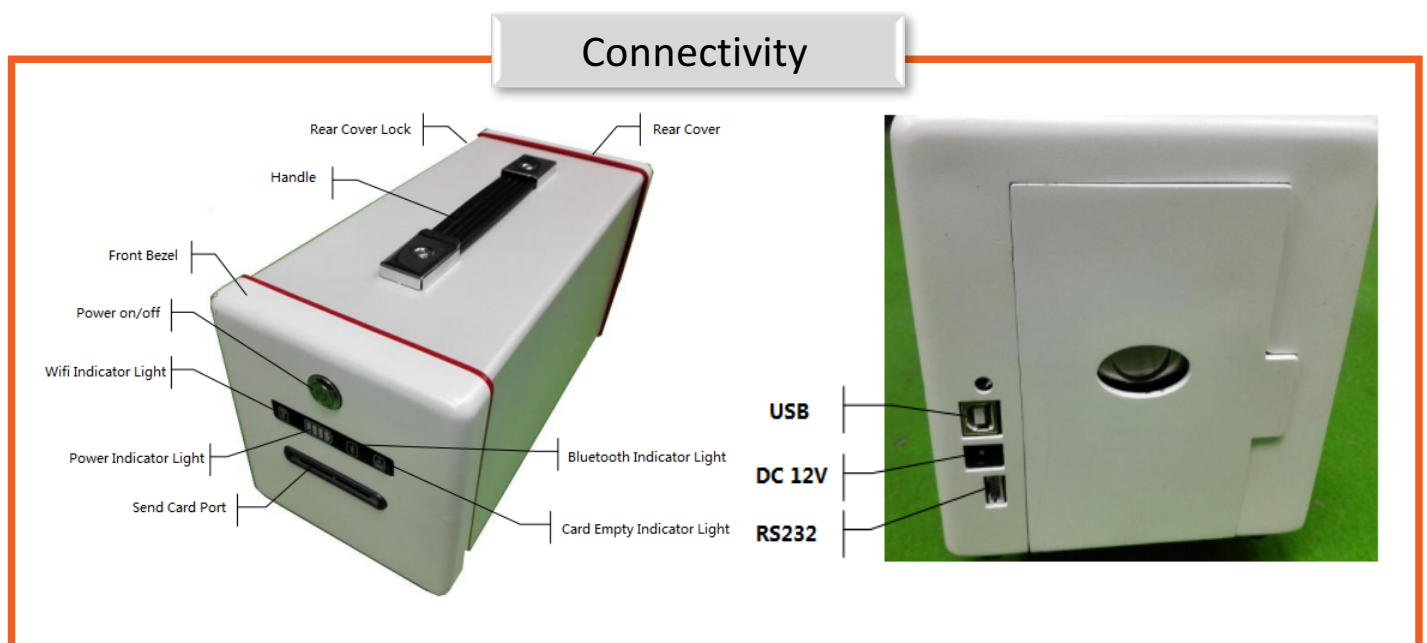 Connectivity
Rear Cover Lock
Rear Cover
Handle
Front Bezel
Power on/off
Wifi Indicator Light
Power Indicator Light
Bluetooth Indicator Light
Send Card Port
Card Empty Indicator Light
USB
DC 12V
RS232